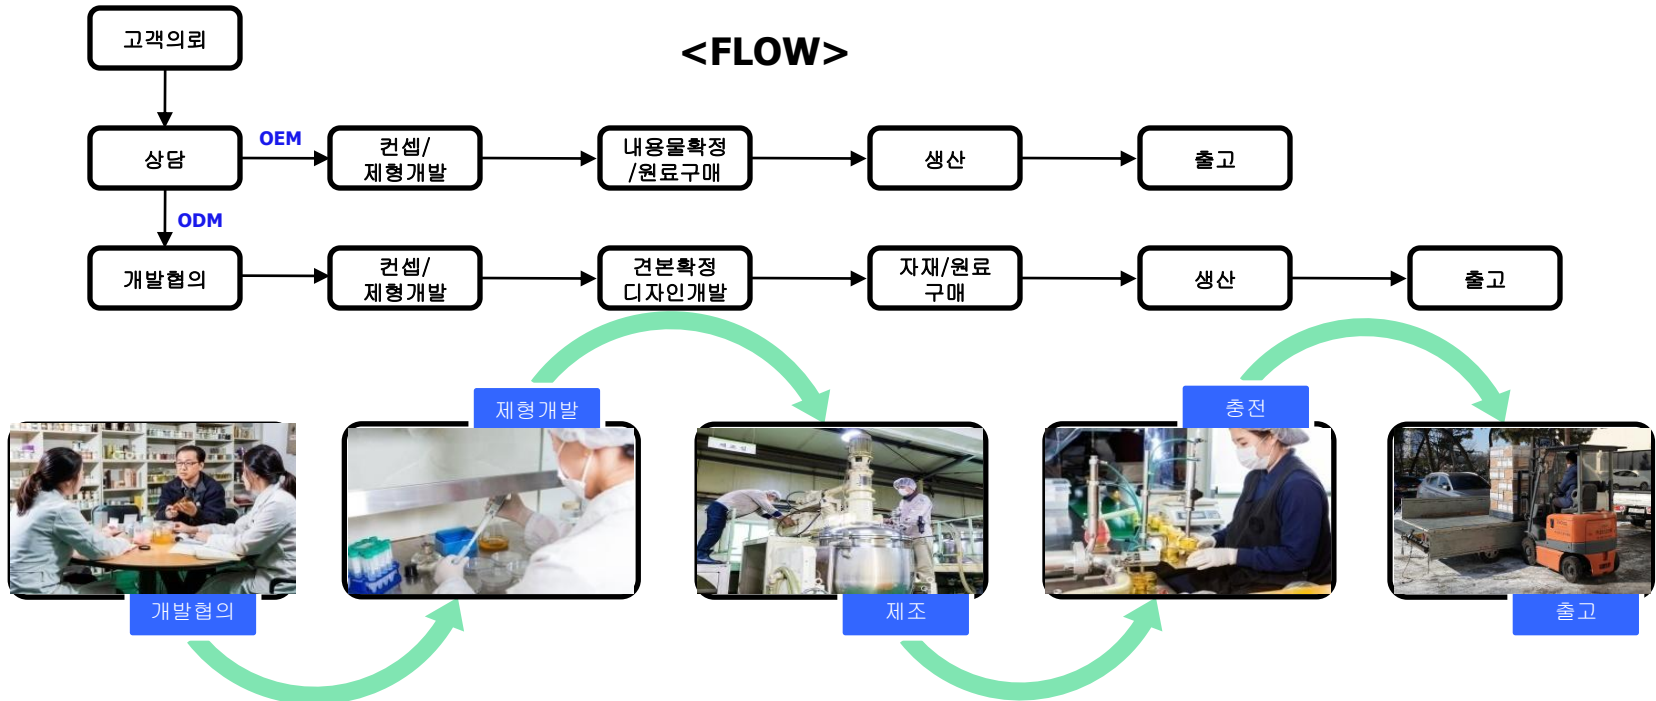 고객의뢰
<FLOW>
상담
OEM
컨셉/
제형개발
내용물확정
/원료구매
생산
출고
ODM
개발협의
컨셉/
제형개발
견본확정
디자인개발
자재/원료
구매
생산
출고
제형개발
충전
개발협의
제조
출고